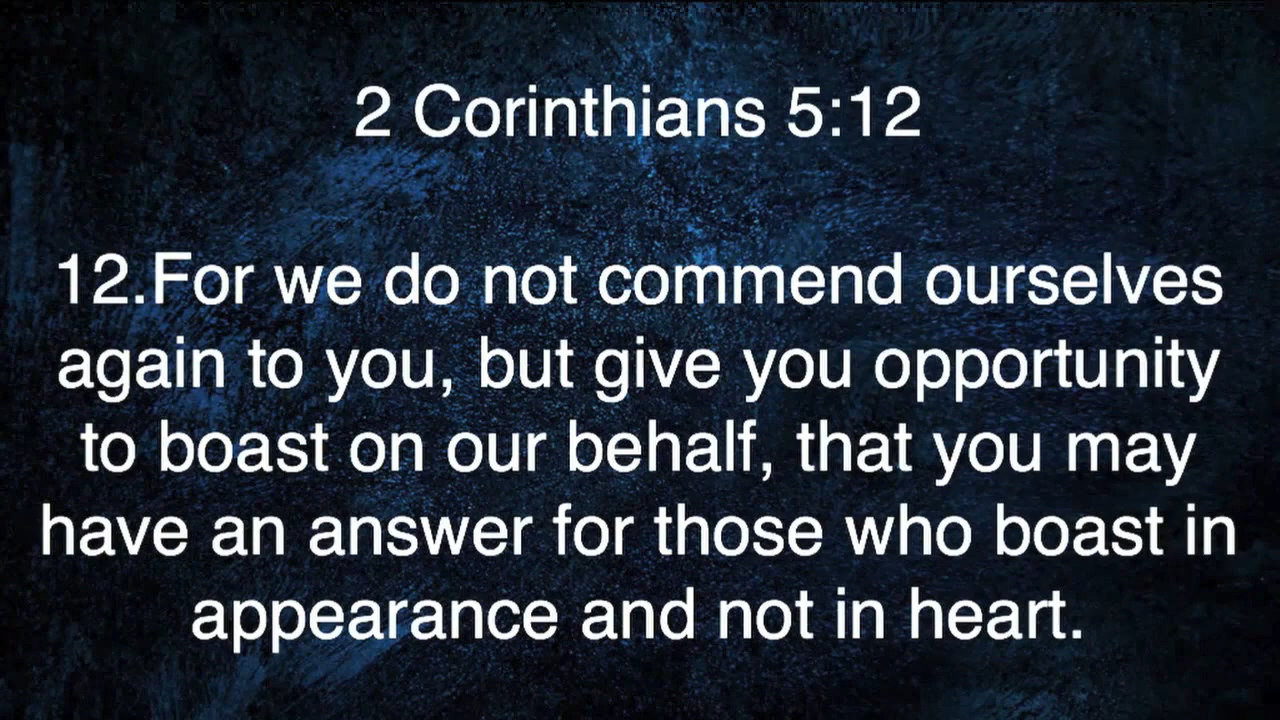 2 Corinthians 5:12
12.For we do not commend ourselves
again to you, but give you opportunity
to boast on our behalf, that you may
have an answer for those who boast in
appearance and not in heart.